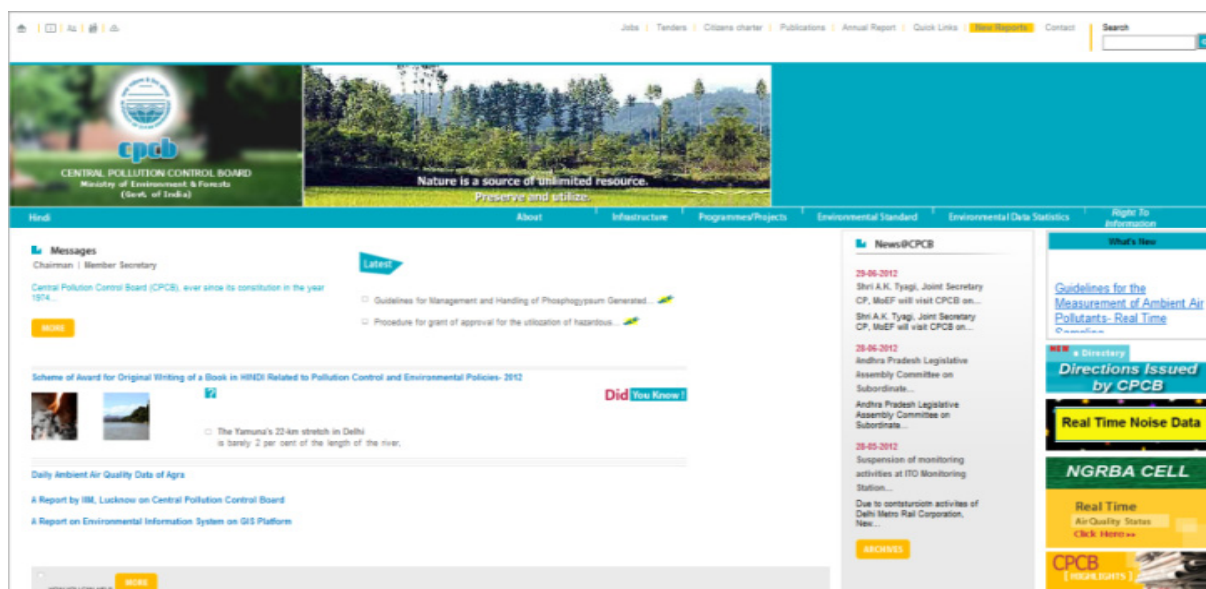 Jobs | Tenders | Citizens charter | Publications | Annual Report | Quick Links | New Reports Contact
Search
cpcb
CENTRAL POLLUTION CONTROL BOARD
Ministry of Environment & Forests
(Govt. of India)
Nature is a source of unlimited resource.
Preserve and utilize.
Hindi About Infrastructure Programmes/Projects Environmental Standard Environmental Data Statistics Right To
Information
Messages
Chairman | Member Secretary
Central Pollution Control Board (CPCB), ever since its constitution in the year
1974...
MORE
Latest
Guidelines for Management and Handling of Phosphogypsum Generated...
Procedure for grant of approval for the utilization of hazardous...
Scheme of Award for Original Writing of a Book in HINDI Related to Pollution Control and Environmental Policies- 2012
?
Did You Know !
The Yamuna's 22-km stretch in Delhi
is barely 2 per cent of the length of the river,
Daily Ambient Air Quality Data of Agra
A Report by IIM, Lucknow on Central Pollution Control Board
A Report on Environmental Information System on GIS Platform
MORE
News@CPCB
29-06-2012
Shri A.K. Tyagi, Joint Secretary
CP, MoEF will visit CPCB on...
Shri A.K. Tyagi, Joint Secretary
CP, MoEF will visit CPCB on...
28-06-2012
Andhra Pradesh Legislative
Assembly Committee on
Subordinate...
Andhra Pradesh Legislative
Assembly Committee on
Subordinate...
28-05-2012
Suspension of monitoring
activities at ITO Monitoring
Station...
Due to contsturciotn activites of
Delhi Metro Rail Corporation,
New...
ARCHIVES
What's New
Guidelines for the
Measurement of Ambient Air
Pollutants- Real Time
Sampling
NEW Directory
Directions Issued
by CPCB
Real Time Noise Data
NGRBA CELL
Real Time
Air Quality Status
Click Here
CPCB
[ HIGHLIGHTS ]